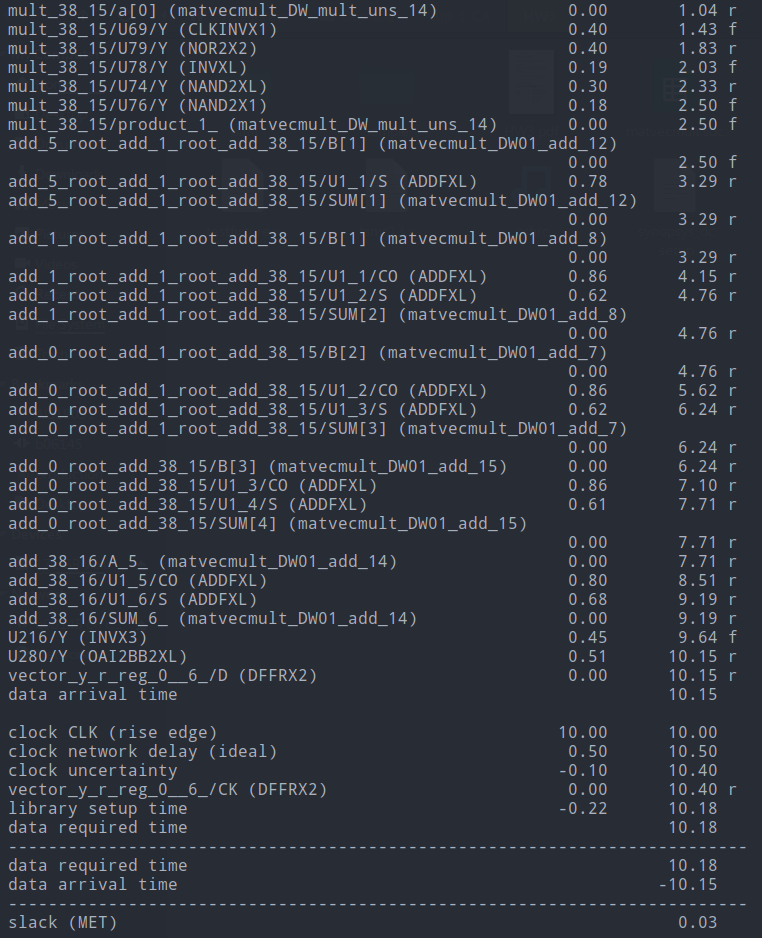 mult_38_15/a[0] (matvecmult_DW_mult_uns_14) 0.00 1.04 r
mult_38_15/U69/Y (CLKINVX1) 0.40 1.43 f
mult_38_15/U79/Y (NOR2X2) 0.40 1.83 r
mult_38_15/U78/Y (INVXL) 0.19 2.03 f
mult_38_15/U74/Y (NAND2XL) 0.30 2.33 r
mult_38_15/U76/Y (NAND2X1) 0.18 2.50 f
mult_38_15/product_1_ (matvecmult_DW_mult_uns_14) 0.00 2.50 f
add_5_root_add_1_root_add_38_15/B[1] (matvecmult_DW01_add_12)
0.00 2.50 f
add_5_root_add_1_root_add_38_15/U1_1/S (ADDFXL) 0.78 3.29 r
add_5_root_add_1_root_add_38_15/SUM[1] (matvecmult_DW01_add_12)
0.00 3.29 r
add_1_root_add_1_root_add_38_15/B[1] (matvecmult_DW01_add_8)
0.00 3.29 r
add_1_root_add_1_root_add_38_15/U1_1/CO (ADDFXL) 0.86 4.15 r
add_1_root_add_1_root_add_38_15/U1_2/S (ADDFXL) 0.62 4.76 r
add_1_root_add_1_root_add_38_15/SUM[2] (matvecmult_DW01_add_8)
0.00 4.76 r
add_0_root_add_1_root_add_38_15/B[2] (matvecmult_DW01_add_7)
0.00 4.76 r
add_0_root_add_1_root_add_38_15/U1_2/CO (ADDFXL) 0.86 5.62 r
add_0_root_add_1_root_add_38_15/U1_3/S (ADDFXL) 0.62 6.24 r
add_0_root_add_1_root_add_38_15/SUM[3] (matvecmult_DW01_add_7)
0.00 6.24 r
add_0_root_add_38_15/B[3] (matvecmult_DW01_add_15) 0.00 6.24 r
add_0_root_add_38_15/U1_3/CO (ADDFXL) 0.86 7.10 r
add_0_root_add_38_15/U1_4/S (ADDFXL) 0.61 7.71 r
add_0_root_add_38_15/SUM[4] (matvecmult_DW01_add_15)
0.00 7.71 r
add_38_16/A_5_ (matvecmult_DW01_add_14) 0.00 7.71 r
add_38_16/U1_5/CO (ADDFXL) 0.80 8.51 r
add_38_16/U1_6/S (ADDFXL) 0.68 9.19 r
add_38_16/SUM_6_ (matvecmult_DW01_add_14) 0.00 9.19 r
U216/Y (INVX3) 0.45 9.64 f
U280/Y (OAI2BB2XL) 0.51 10.15 r
vector_y_r_reg_0__6_/D (DFFRX2) 0.00 10.15 r
data arrival time 10.15
clock CLK (rise edge) 10.00 10.00
clock network delay (ideal) 0.50 10.50
clock uncertainty -0.10 10.40
vector_y_r_reg_0__6_/CK (DFFRX2) 0.00 10.40 r
library setup time -0.22 10.18
data required time 10.18
--------------------------------------------------------------------------
data required time 10.18
data arrival time -10.15
--------------------------------------------------------------------------
slack (MET) 0.03